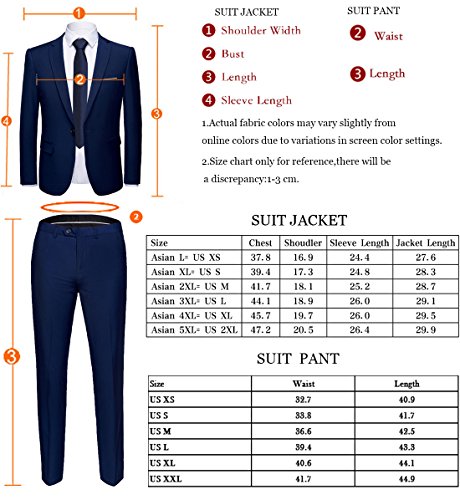 SUIT JACKET
1 Shoulder Width
2 Bust
3 Length
4 Sleeve Length
SUIT PANT
2 Waist
3 Length
1.Actual fabric colors may vary slightly from
online colors due to variations in screen color settings.
2.Size chart only for reference,there will be
a discrepancy:1-3 cm.
1
2
3
4
2
3
SUIT JACKET
Size Chest Shoudler Sleeve Length Jacket Length
Asian L= US XS 37.8 16.9 24.4 27.6
Asian XL= US S 39.4 17.3 24.8 28.3
Asian 2XL= US M 41.7 18.1 25.2 28.7
Asian 3XL= US L 44.1 18.9 26.0 29.1
Asian 4XL= US XL 45.7 19.7 26.0 29.5
Asian 5XL= US 2XL 47.2 20.5 26.4 29.9
SUIT PANT
Size Waist Length
US XS 32.7 40.9
US S 33.8 41.7
US M 36.6 42.5
US L 39.4 43.3
US XL 40.6 44.1
US XXL 41.7 44.9